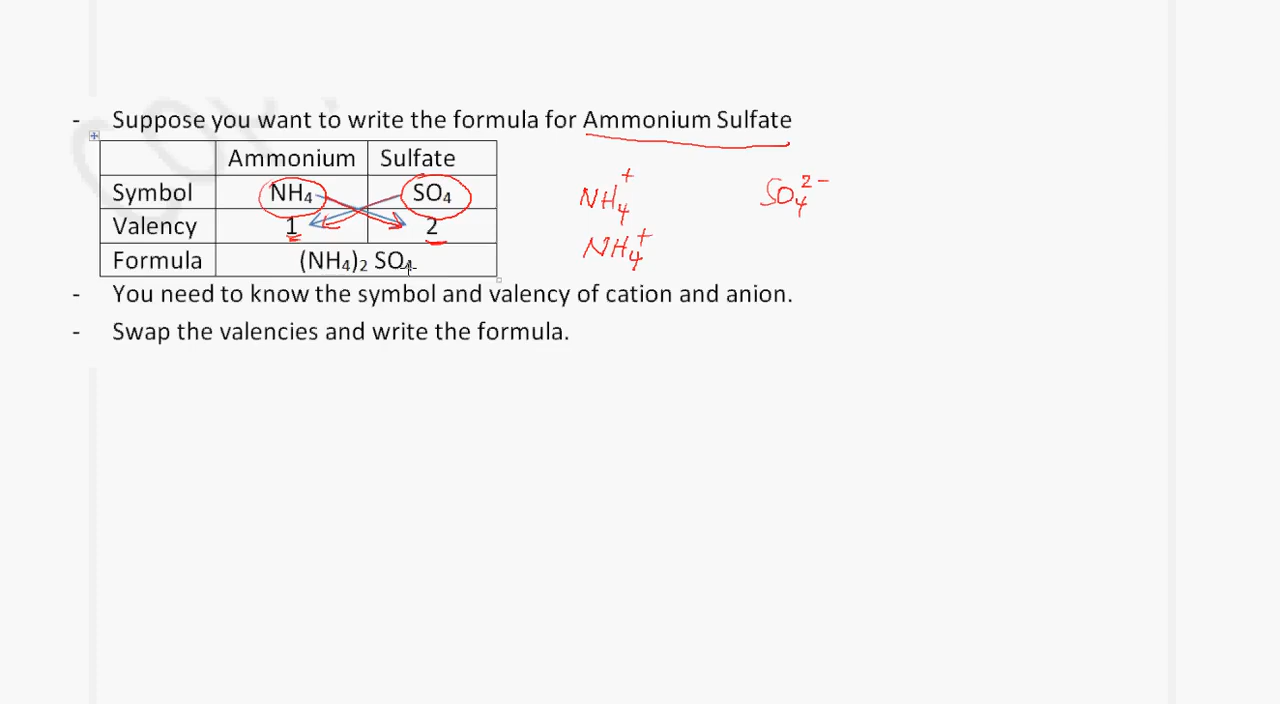 - Suppose you want to write the formula for Ammonium Sulfate
Ammonium Sulfate
Symbol NH₄ SO₄
Valency 1 2
Formula (NH₄)₂ SO₄
NH₄⁺ SO₄²⁻
NH₄⁺
- You need to know the symbol and valency of cation and anion.
- Swap the valencies and write the formula.